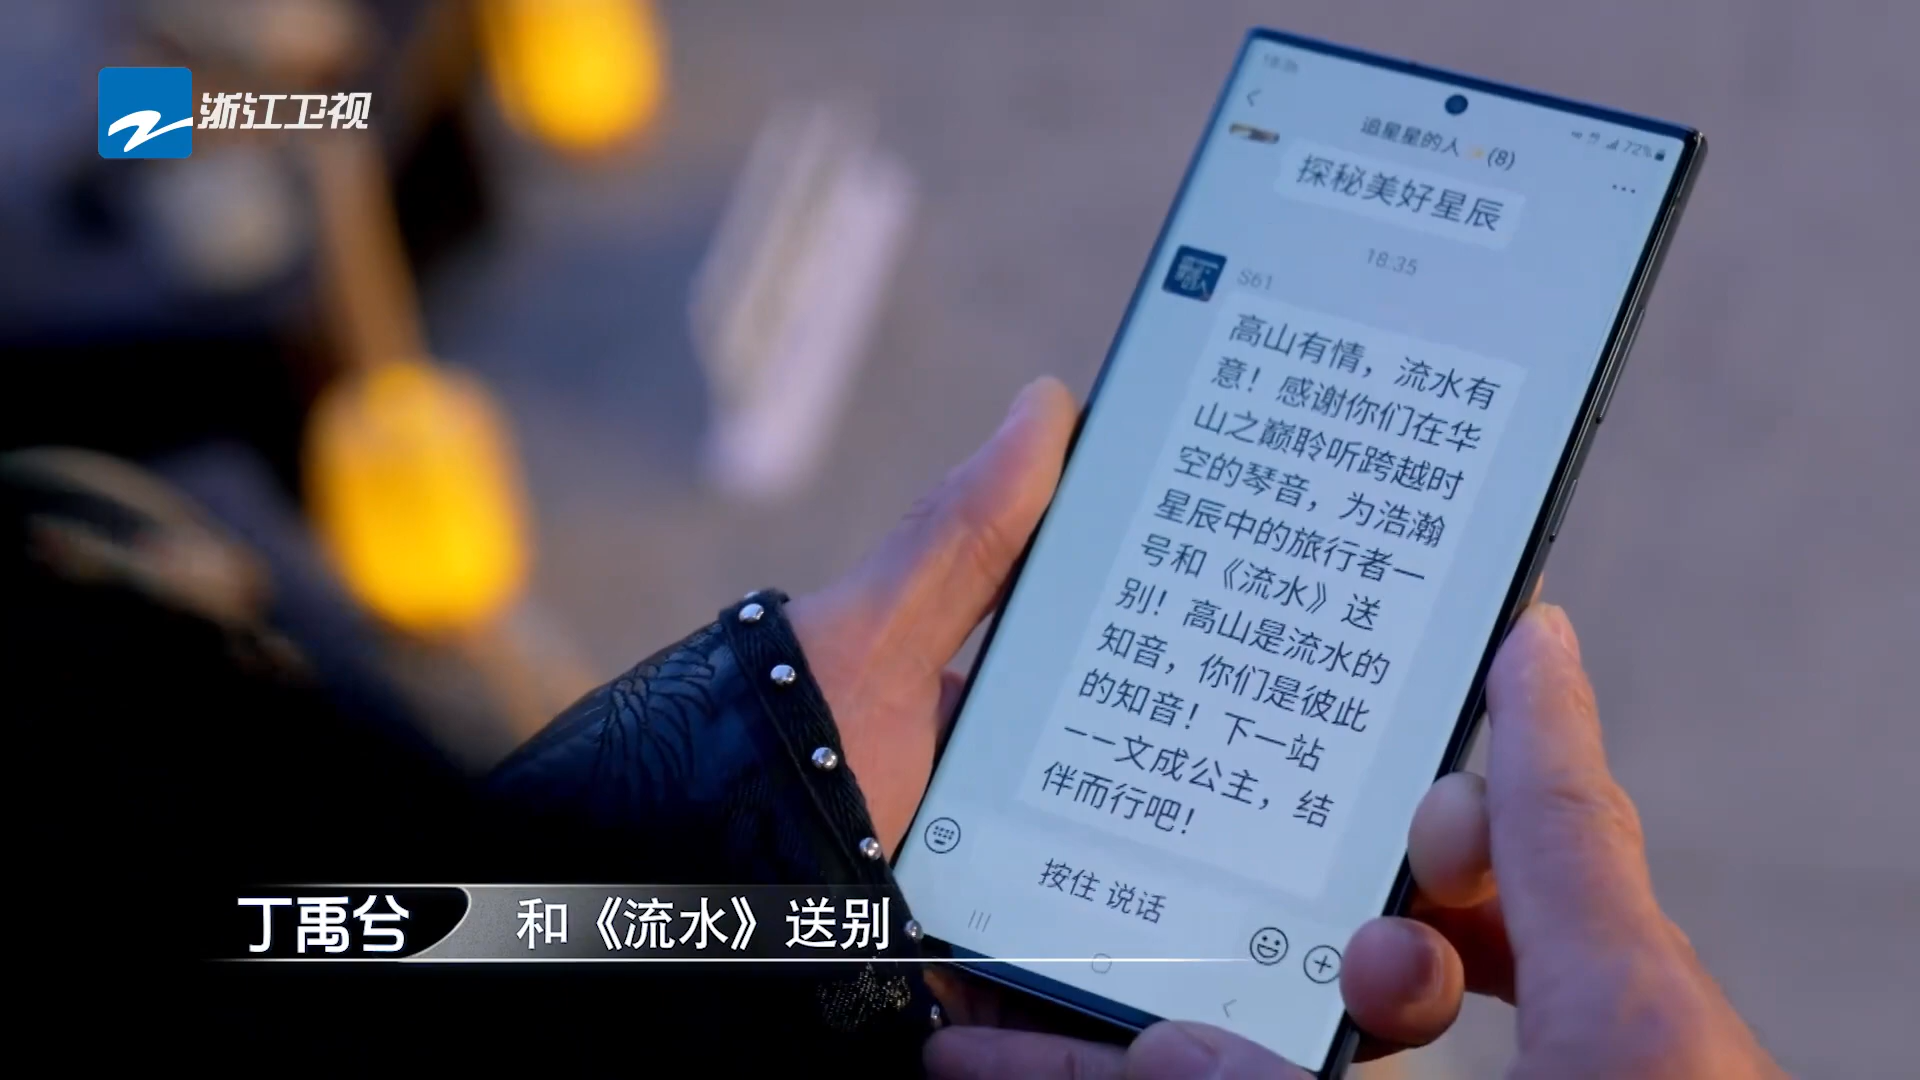 浙江卫视
追星星的人 (8)
72%
探秘美好星辰
18:35
S61
高山有情，流水有
意！感谢你们在华
山之巅聆听跨越时
空的琴音，为浩瀚
星辰中的旅行者一
号和《流水》送
别！高山是流水的
知音，你们是彼此
的知音！下一站
——文成公主，结
伴而行吧！
按住 说话
丁禹兮
和《流水》送别